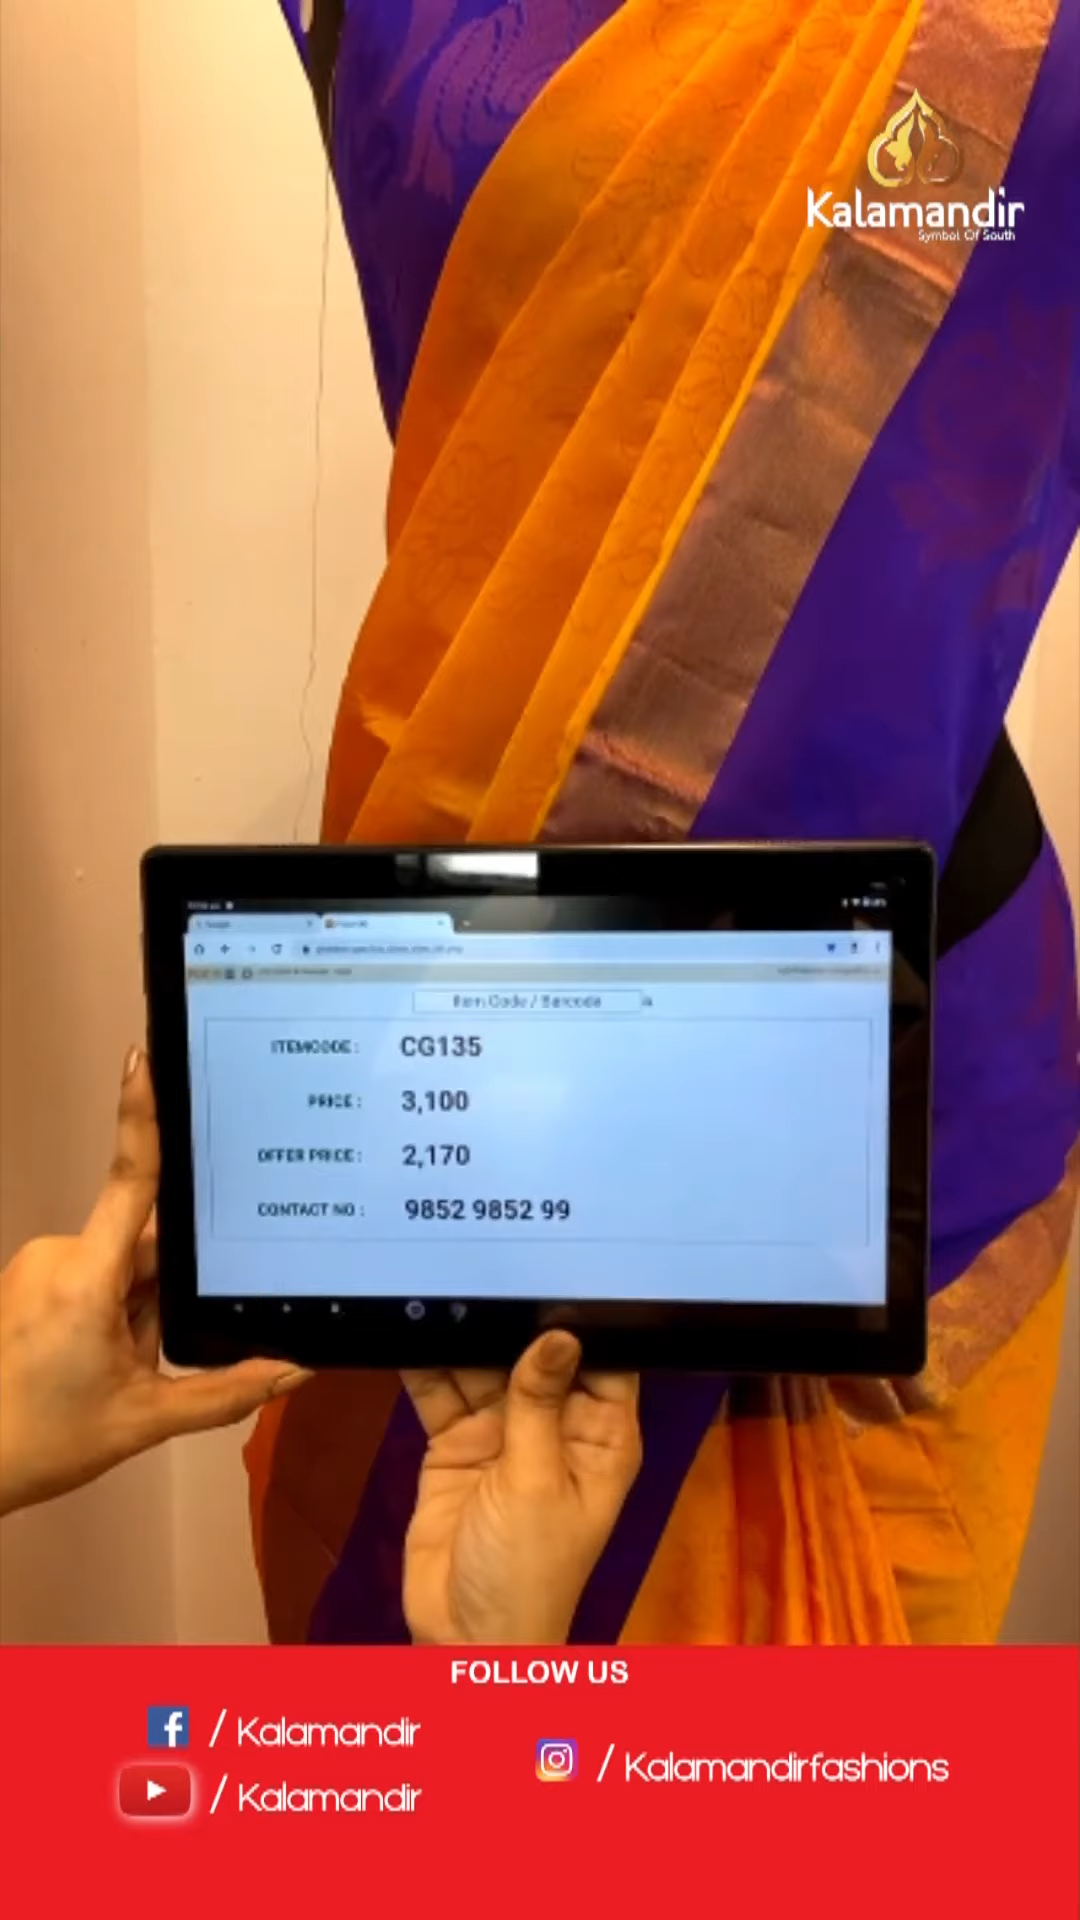 Kalamandir
Symbol Of South
Item Code / Barcode
ITEMCODE : CG135
PRICE : 3,100
OFFER PRICE : 2,170
CONTACT NO : 9852 9852 99
FOLLOW US
/ Kalamandir
/ Kalamandirfashions
/ Kalamandir